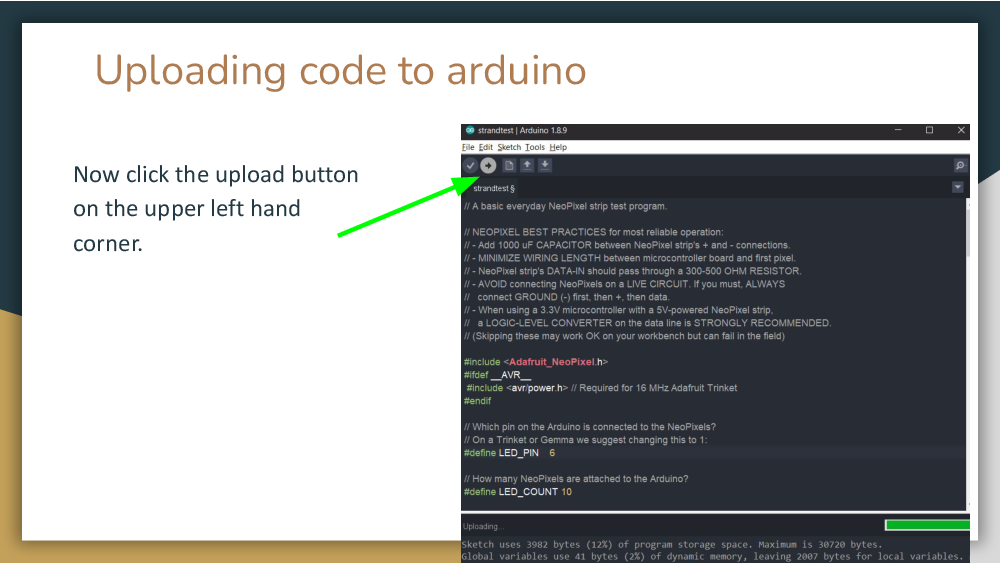 Uploading code to arduino
Now click the upload button
on the upper left hand
corner.
strandtest | Arduino 1.8.9
File Edit Sketch Tools Help
strandtest §
// A basic everyday NeoPixel strip test program.
// NEOPIXEL BEST PRACTICES for most reliable operation:
// - Add 1000 uF CAPACITOR between NeoPixel strip's + and - connections.
// - MINIMIZE WIRING LENGTH between microcontroller board and first pixel.
// - NeoPixel strip's DATA-IN should pass through a 300-500 OHM RESISTOR.
// - AVOID connecting NeoPixels on a LIVE CIRCUIT. If you must, ALWAYS
//   connect GROUND (-) first, then +, then data.
// - When using a 3.3V microcontroller with a 5V-powered NeoPixel strip,
//   a LOGIC-LEVEL CONVERTER on the data line is STRONGLY RECOMMENDED.
// (Skipping these may work OK on your workbench but can fail in the field)
#include <Adafruit_NeoPixel.h>
#ifdef __AVR__
#include <avr/power.h> // Required for 16 MHz Adafruit Trinket
#endif
// Which pin on the Arduino is connected to the NeoPixels?
// On a Trinket or Gemma we suggest changing this to 1:
#define LED_PIN    6
// How many NeoPixels are attached to the Arduino?
#define LED_COUNT 10
Uploading...
Sketch uses 3982 bytes (12%) of program storage space. Maximum is 30720 bytes.
Global variables use 41 bytes (2%) of dynamic memory, leaving 2007 bytes for local variables.